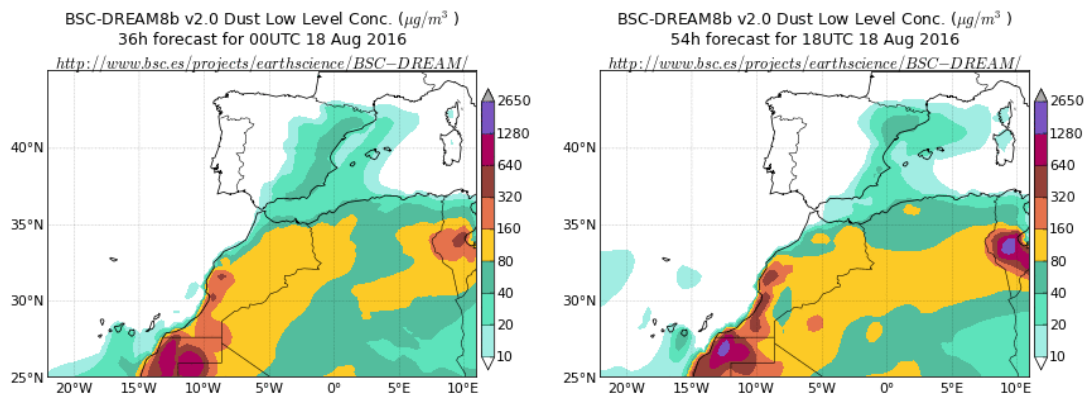 BSC-DREAM8b v2.0 Dust Low Level Conc. (μg/m³ )
36h forecast for 00UTC 18 Aug 2016
http://www.bsc.es/projects/earthscience/BSC−DREAM/
40°N
35°N
30°N
25°N
20°W
15°W
10°W
5°W
0°
5°E
10°E
2650
1280
640
320
160
80
40
20
10
BSC-DREAM8b v2.0 Dust Low Level Conc. (μg/m³ )
54h forecast for 18UTC 18 Aug 2016
http://www.bsc.es/projects/earthscience/BSC−DREAM/
40°N
35°N
30°N
25°N
20°W
15°W
10°W
5°W
0°
5°E
10°E
2650
1280
640
320
160
80
40
20
10